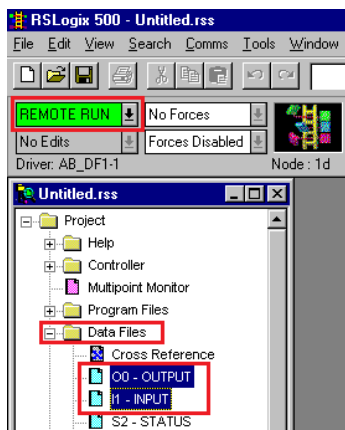 RSLogix 500 - Untitled.rss
File Edit View Search Comms Tools Window
REMOTE RUN No Forces
No Edits Forces Disabled
Driver: AB_DF1-1 Node : 1d
Untitled.rss
Project
Help
Controller
Multipoint Monitor
Program Files
Data Files
Cross Reference
O0 - OUTPUT
I1 - INPUT
S2 - STATUS